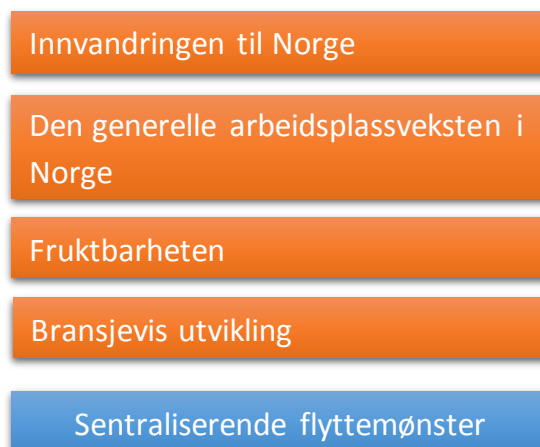 Innvandringen til Norge
Den generelle arbeidsplassveksten i
Norge
Fruktbarheten
Bransjevis utvikling
Sentraliserende flyttemønster